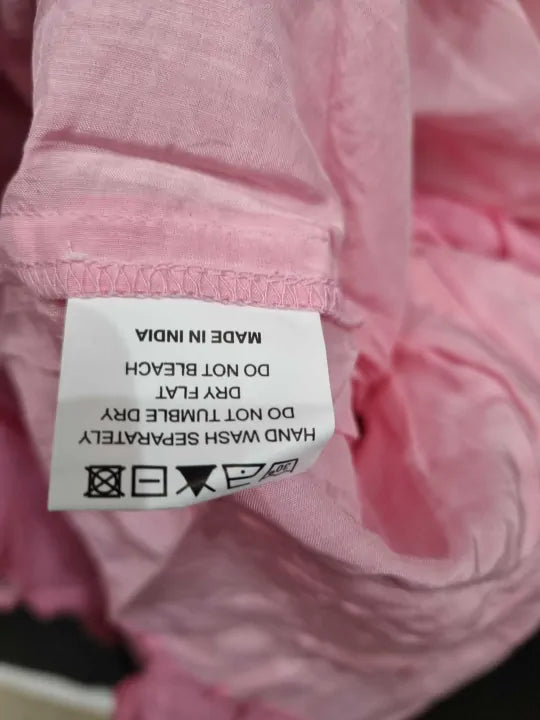 30°
HAND WASH SEPARATELY
DO NOT TUMBLE DRY
DRY FLAT
DO NOT BLEACH
MADE IN INDIA